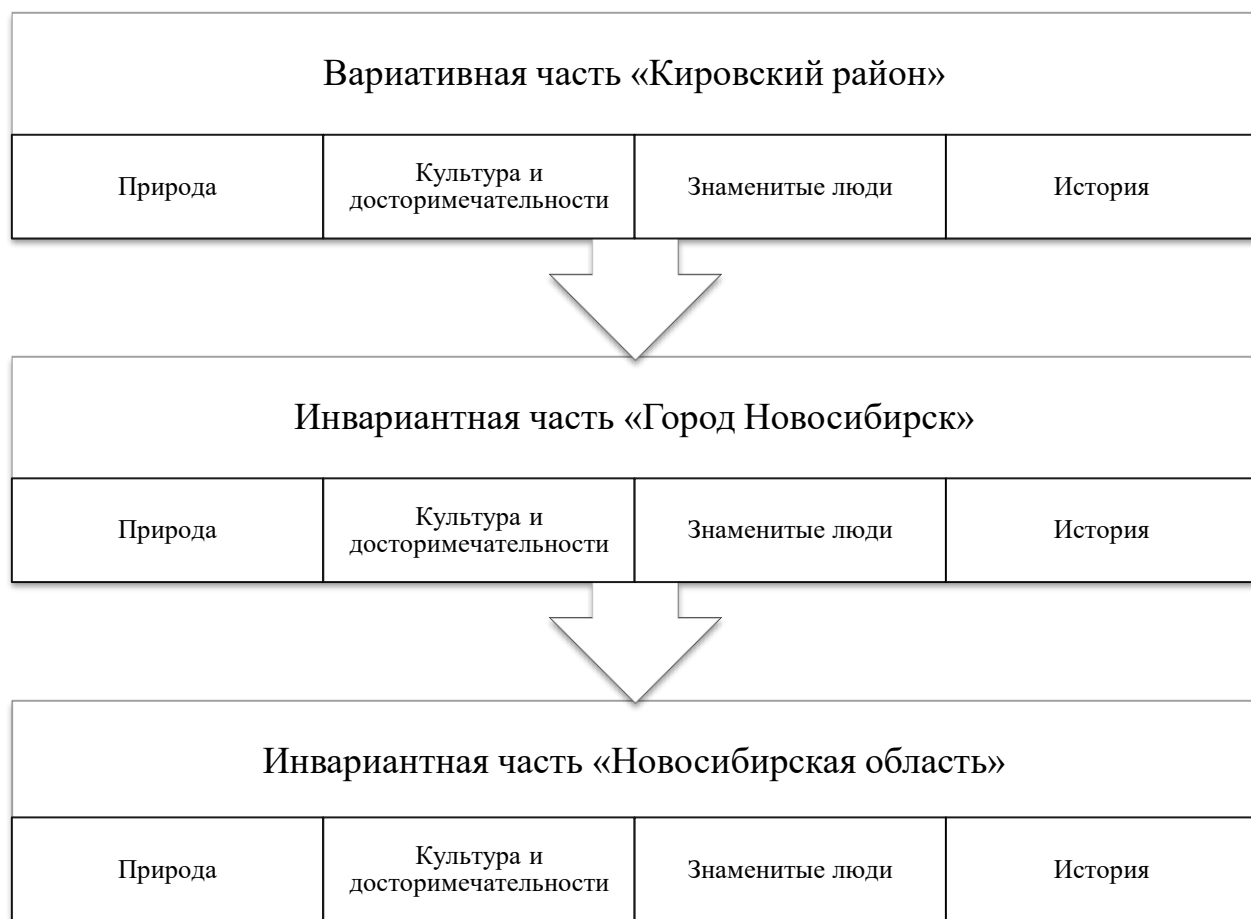 Вариативная часть «Кировский район»
Природа
Культура и
досторимечательности
Знаменитые люди
История
Инвариантная часть «Город Новосибирск»
Природа
Культура и
досторимечательности
Знаменитые люди
История
Инвариантная часть «Новосибирская область»
Природа
Культура и
досторимечательности
Знаменитые люди
История